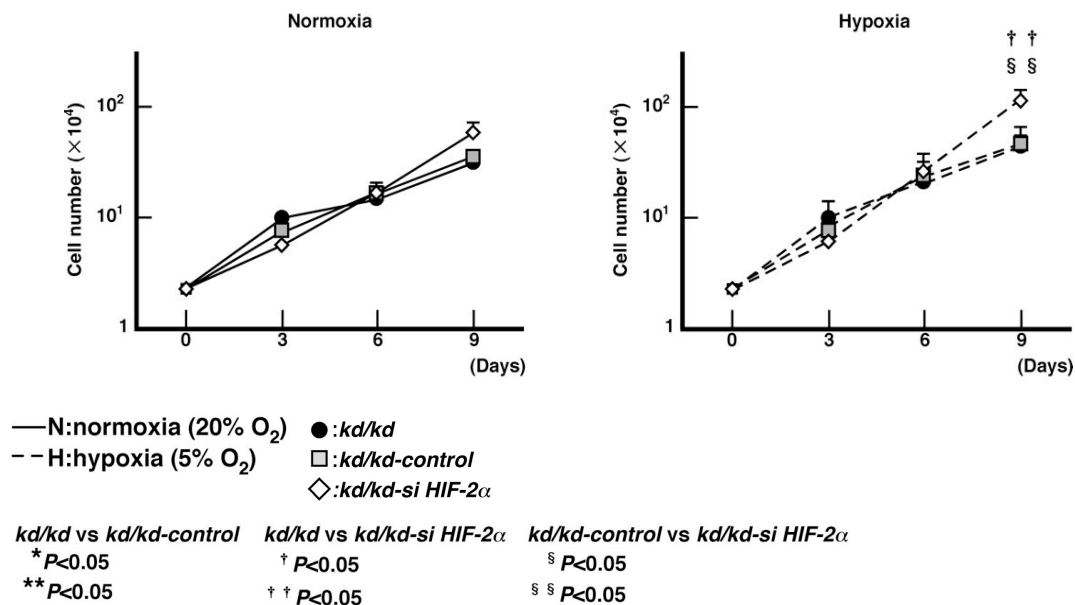 Normoxia
Hypoxia
† †
§ §
Cell number (×10⁴)
10²
10¹
1
0 3 6 9
(Days)
Cell number (×10⁴)
10²
10¹
1
0 3 6 9
(Days)
N:normoxia (20% O₂)
H:hypoxia (5% O₂)
:kd/kd
:kd/kd-control
:kd/kd-si HIF-2α
kd/kd vs kd/kd-control
*P<0.05
**P<0.05
kd/kd vs kd/kd-si HIF-2α
† P<0.05
† † P<0.05
kd/kd-control vs kd/kd-si HIF-2α
§ P<0.05
§ § P<0.05